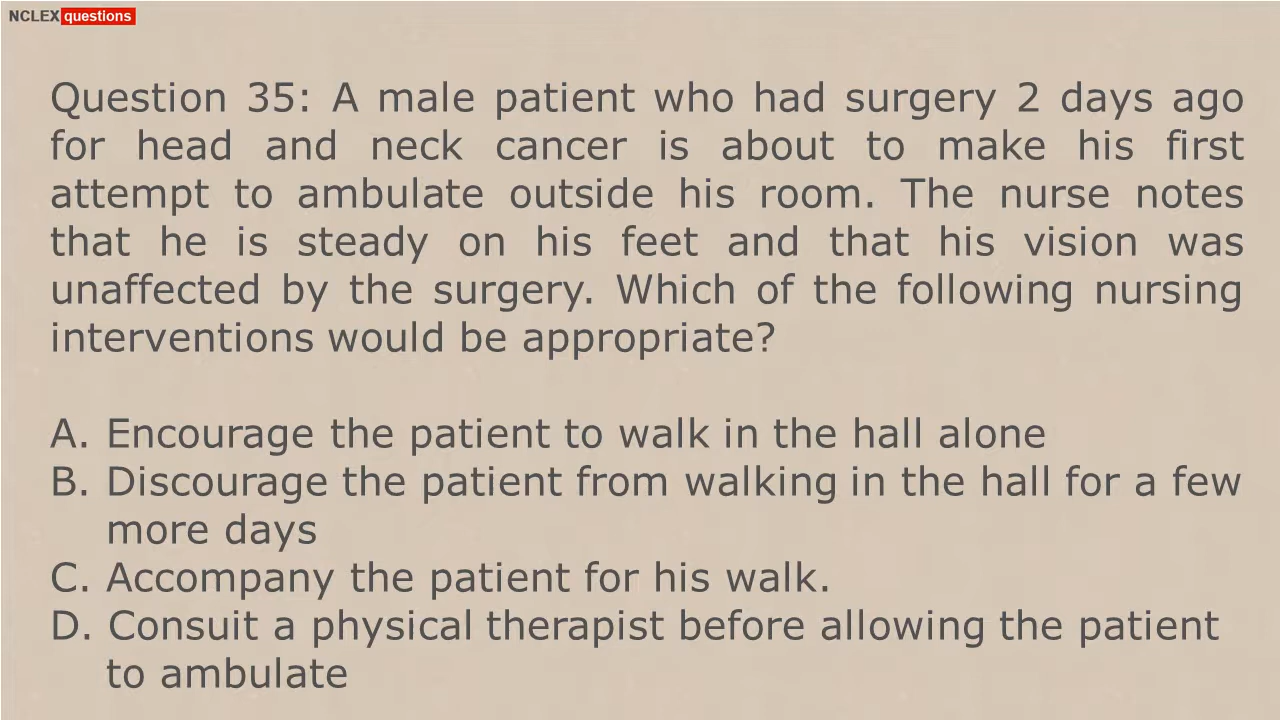 NCLEX questions
Question 35: A male patient who had surgery 2 days ago
for head and neck cancer is about to make his first
attempt to ambulate outside his room. The nurse notes
that he is steady on his feet and that his vision was
unaffected by the surgery. Which of the following nursing
interventions would be appropriate?
A. Encourage the patient to walk in the hall alone
B. Discourage the patient from walking in the hall for a few
more days
C. Accompany the patient for his walk.
D. Consuit a physical therapist before allowing the patient
to ambulate